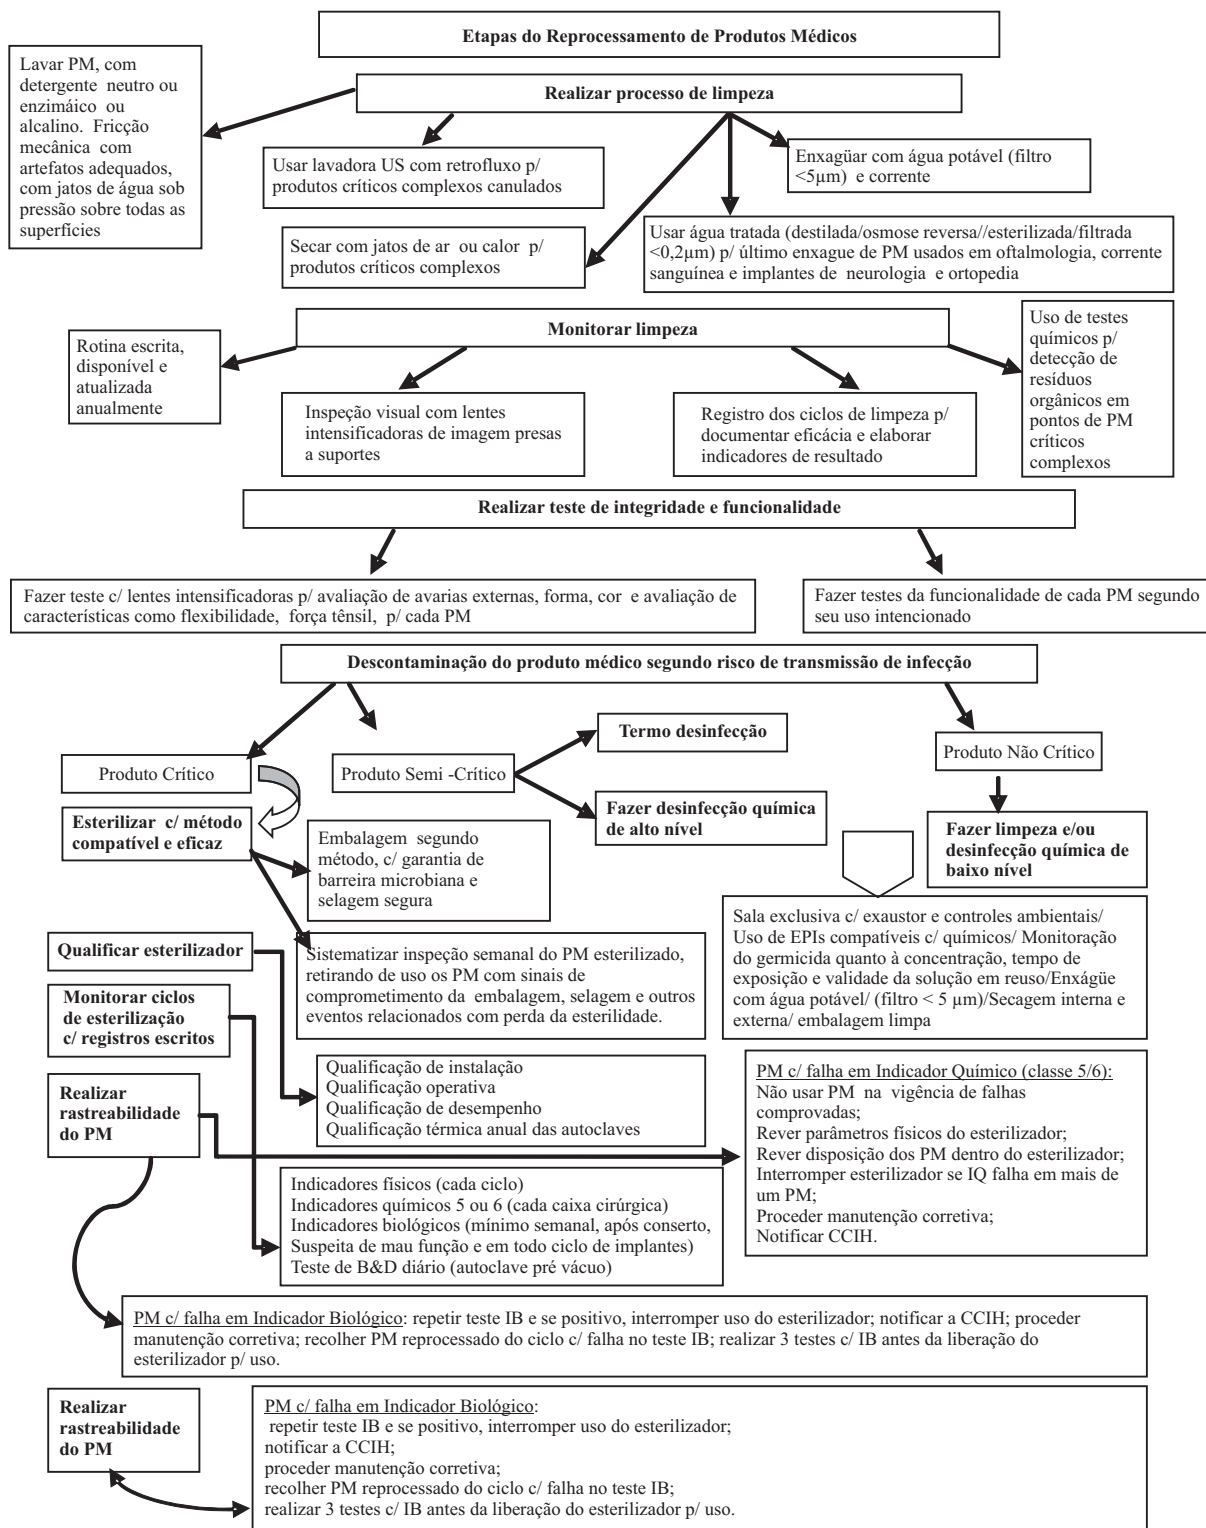 Etapas do Reprocessamento de Produtos Médicos
Lavar PM, com
detergente neutro ou
enzimáico ou
alcalino. Fricção
mecânica com
artefatos adequados,
com jatos de água sob
pressão sobre todas as
superfícies
Realizar processo de limpeza
Usar lavadora US com retrofluxo p/
produtos críticos complexos canulados
Enxagüar com água potável (filtro
<5µm) e corrente
Secar com jatos de ar ou calor p/
produtos críticos complexos
Usar água tratada (destilada/osmose reversa//esterilizada/filtrada
<0,2µm) p/ último enxague de PM usados em oftalmologia, corrente
sanguínea e implantes de neurologia e ortopedia
Monitorar limpeza
Rotina escrita,
disponível e
atualizada
anualmente
Inspeção visual com lentes
intensificadoras de imagem presas
a suportes
Registro dos ciclos de limpeza p/
documentar eficácia e elaborar
indicadores de resultado
Uso de testes
químicos p/
detecção de
resíduos
orgânicos em
pontos de PM
críticos
complexos
Realizar teste de integridade e funcionalidade
Fazer teste c/ lentes intensificadoras p/ avaliação de avarias externas, forma, cor e avaliação de
características como flexibilidade, força tênsil, p/ cada PM
Fazer testes da funcionalidade de cada PM segundo
seu uso intencionado
Descontaminação do produto médico segundo risco de transmissão de infecção
Produto Crítico
Produto Semi -Crítico
Termo desinfecção
Produto Não Crítico
Esterilizar c/ método
compatível e eficaz
Fazer desinfecção química
de alto nível
Fazer limpeza e/ou
desinfecção química de
baixo nível
Embalagem segundo
método, c/ garantia de
barreira microbiana e
selagem segura
Sala exclusiva c/ exaustor e controles ambientais/
Uso de EPIs compatíveis c/ químicos/ Monitoração
do germicida quanto à concentração, tempo de
exposição e validade da solução em reuso/Enxágüe
com água potável/ (filtro < 5 µm)/Secagem interna e
externa/ embalagem limpa
Qualificar esterilizador
Sistematizar inspeção semanal do PM esterilizado,
retirando de uso os PM com sinais de
comprometimento da embalagem, selagem e outros
eventos relacionados com perda da esterilidade.
Monitorar ciclos
de esterilização
c/ registros escritos
Qualificação de instalação
Qualificação operativa
Qualificação de desempenho
Qualificação térmica anual das autoclaves
Realizar
rastreabilidade
do PM
PM c/ falha em Indicador Químico (classe 5/6):
Não usar PM na vigência de falhas
comprovadas;
Rever parâmetros físicos do esterilizador;
Rever disposição dos PM dentro do esterilizador;
Interromper esterilizador se IQ falha em mais de
um PM;
Proceder manutenção corretiva;
Notificar CCIH.
Indicadores físicos (cada ciclo)
Indicadores químicos 5 ou 6 (cada caixa cirúrgica)
Indicadores biológicos (mínimo semanal, após conserto,
Suspeita de mau função e em todo ciclo de implantes)
Teste de B&D diário (autoclave pré vácuo)
PM c/ falha em Indicador Biológico: repetir teste IB e se positivo, interromper uso do esterilizador; notificar a CCIH; proceder
manutenção corretiva; recolher PM reprocessado do ciclo c/ falha no teste IB; realizar 3 testes c/ IB antes da liberação do
esterilizador p/ uso.
Realizar
rastreabilidade
do PM
PM c/ falha em Indicador Biológico:
repetir teste IB e se positivo, interromper uso do esterilizador;
notificar a CCIH;
proceder manutenção corretiva;
recolher PM reprocessado do ciclo c/ falha no teste IB;
realizar 3 testes c/ IB antes da liberação do esterilizador p/ uso.